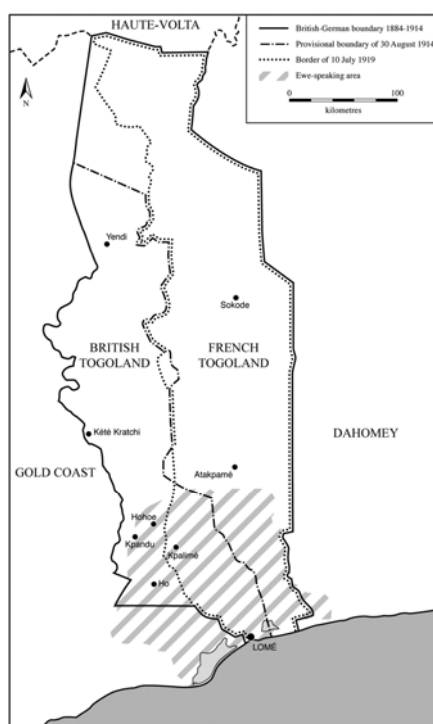 HAUTE-VOLTA
British-German boundary 1884-1914
Provisional boundary of 30 August 1914
Border of 10 July 1919
Ewe-speaking area
0 100
kilometres
N
Yendi
Sokode
BRITISH
TOGOLAND
FRENCH
TOGOLAND
Kété Kratchi
DAHOMEY
GOLD COAST
Atakpamé
Hohoe
Kpandu
Kpalimé
Ho
LOMÉ